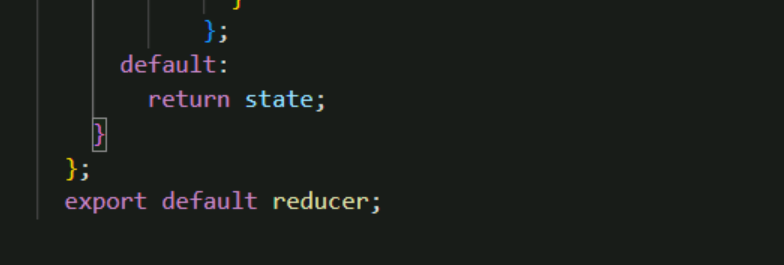 }
};
default:
return state;
}
};
export default reducer;